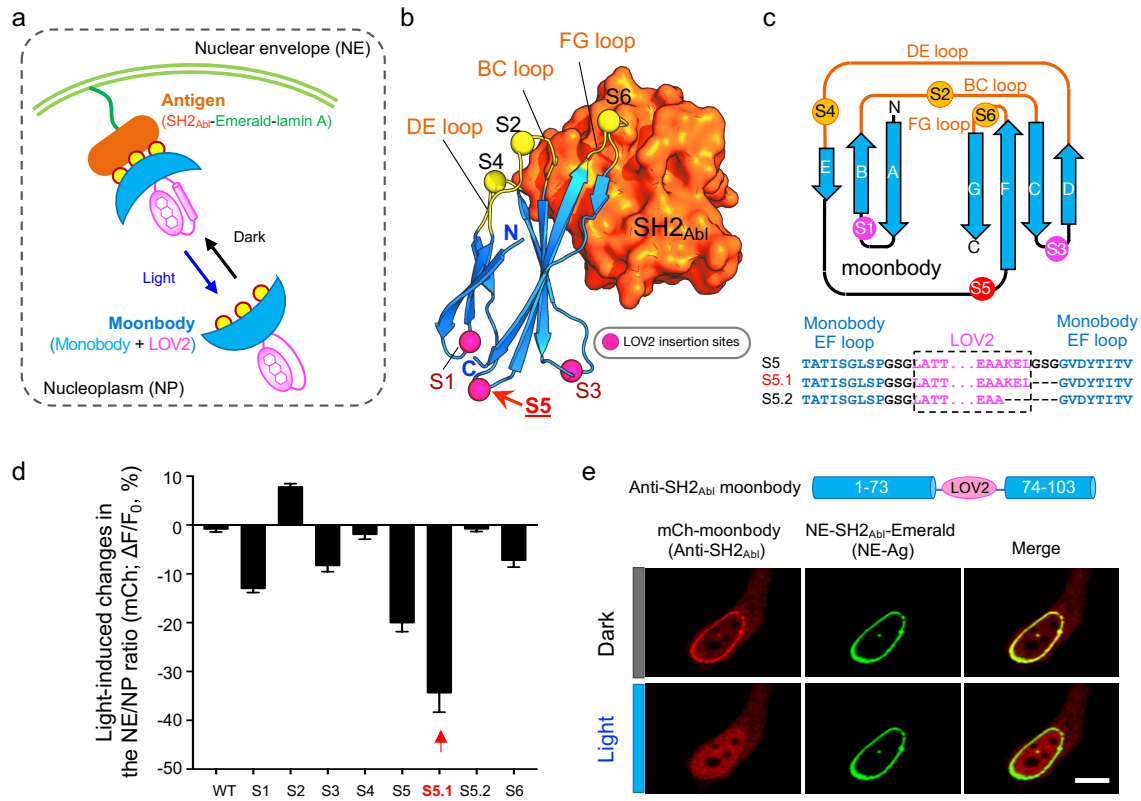 a
Nuclear envelope (NE)
Antigen
(SH2Abl-Emerald-lamin A)
Dark
Light
Moonbody
(Monobody + LOV2)
Nucleoplasm (NP)
b
FG loop
BC loop
S6
DE loop
S2
S4
N
SH2Abl
LOV2 insertion sites
S1
C
S3
S5
c
DE loop
S2
BC loop
S4
N
S6
FG loop
E
B
A
G
F
C
D
S1
C
S3
moonbody
S5
Monobody
EF loop
LOV2
Monobody
EF loop
S5 TATISGLSPGSGLATT...EAAKEIGSGGVDYTITV
S5.1 TATISGLSPGSGLATT...EAAKEI---GVDYTITV
S5.2 TATISGLSPGSGLATT...EAA------GVDYTITV
d
Light-induced changes in
the NE/NP ratio (mCh; ΔF/F0, %)
10
0
-10
-20
-30
-40
-50
WT S1 S2 S3 S4 S5 S5.1 S5.2 S6
e
Anti-SH2Abl moonbody
1-73
LOV2
74-103
mCh-moonbody
(Anti-SH2Abl)
NE-SH2Abl-Emerald
(NE-Ag)
Merge
Dark
Light